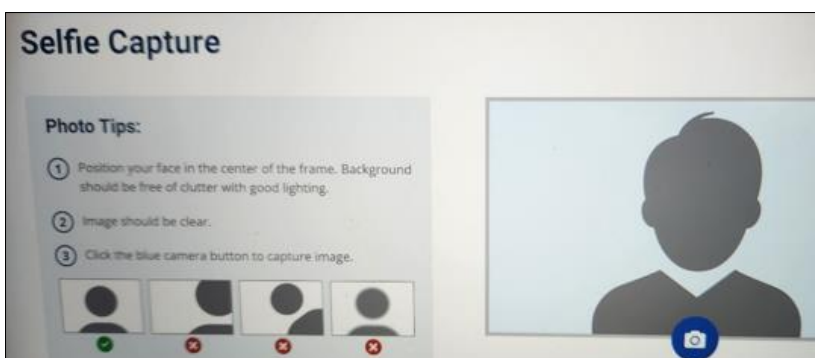 Selfie Capture
Photo Tips:
1 Position your face in the center of the frame. Background
should be free of clutter with good lighting.
2 Image should be clear.
3 Click the blue camera button to capture image.